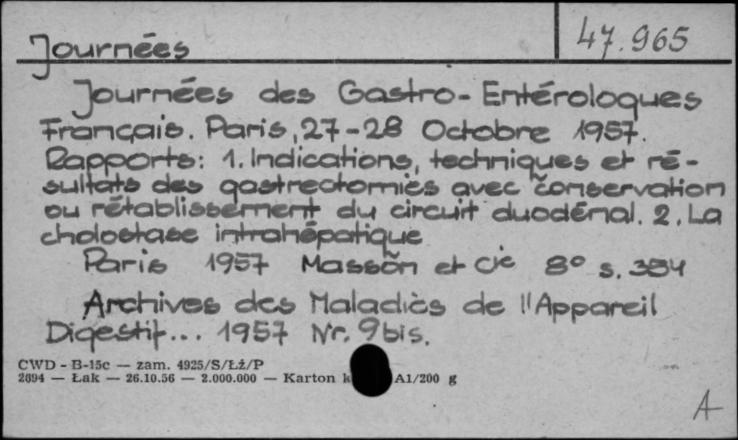 Journées
47.965
Journées des Gastro-Entérologues
Français. Paris, 27-28 Octobre 1957.
Rapports: 1. Indications, techniques et ré-
sultats des gastrectomies avec conservation
ou rétablissement du circuit duodénal. 2. La
cholostase intrahépatique
Paris 1957 Masson et Cie 8° s. 354
Archives des Maladies de l'Appareil
Digestif... 1957 Nr. 9bis.
CWD - B-15c — zam. 4925/S/Łż/P
2694 — Łak — 26.10.56 — 2.000.000 — Karton A1/200 g
A